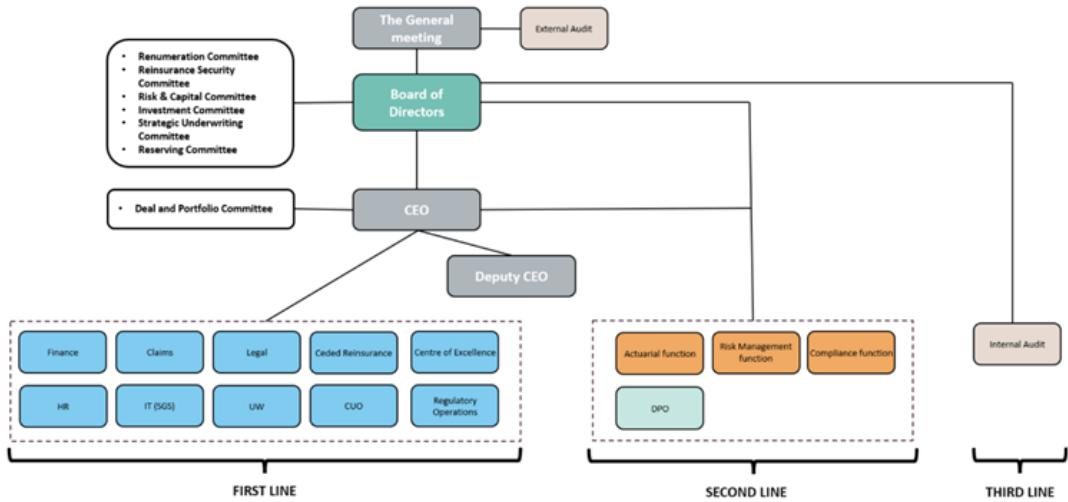 The General
meeting
External Audit
• Renumeration Committee
• Reinsurance Security
Committee
• Risk & Capital Committee
• Investment Committee
• Strategic Underwriting
Committee
• Reserving Committee
Board of
Directors
• Deal and Portfolio Committee
CEO
Deputy CEO
Finance
Claims
Legal
Ceded Reinsurance
Centre of Excellence
HR
IT (SGS)
UW
CUO
Regulatory
Operations
Actuarial function
Risk Management
function
Compliance function
DPO
Internal Audit
FIRST LINE
SECOND LINE
THIRD LINE